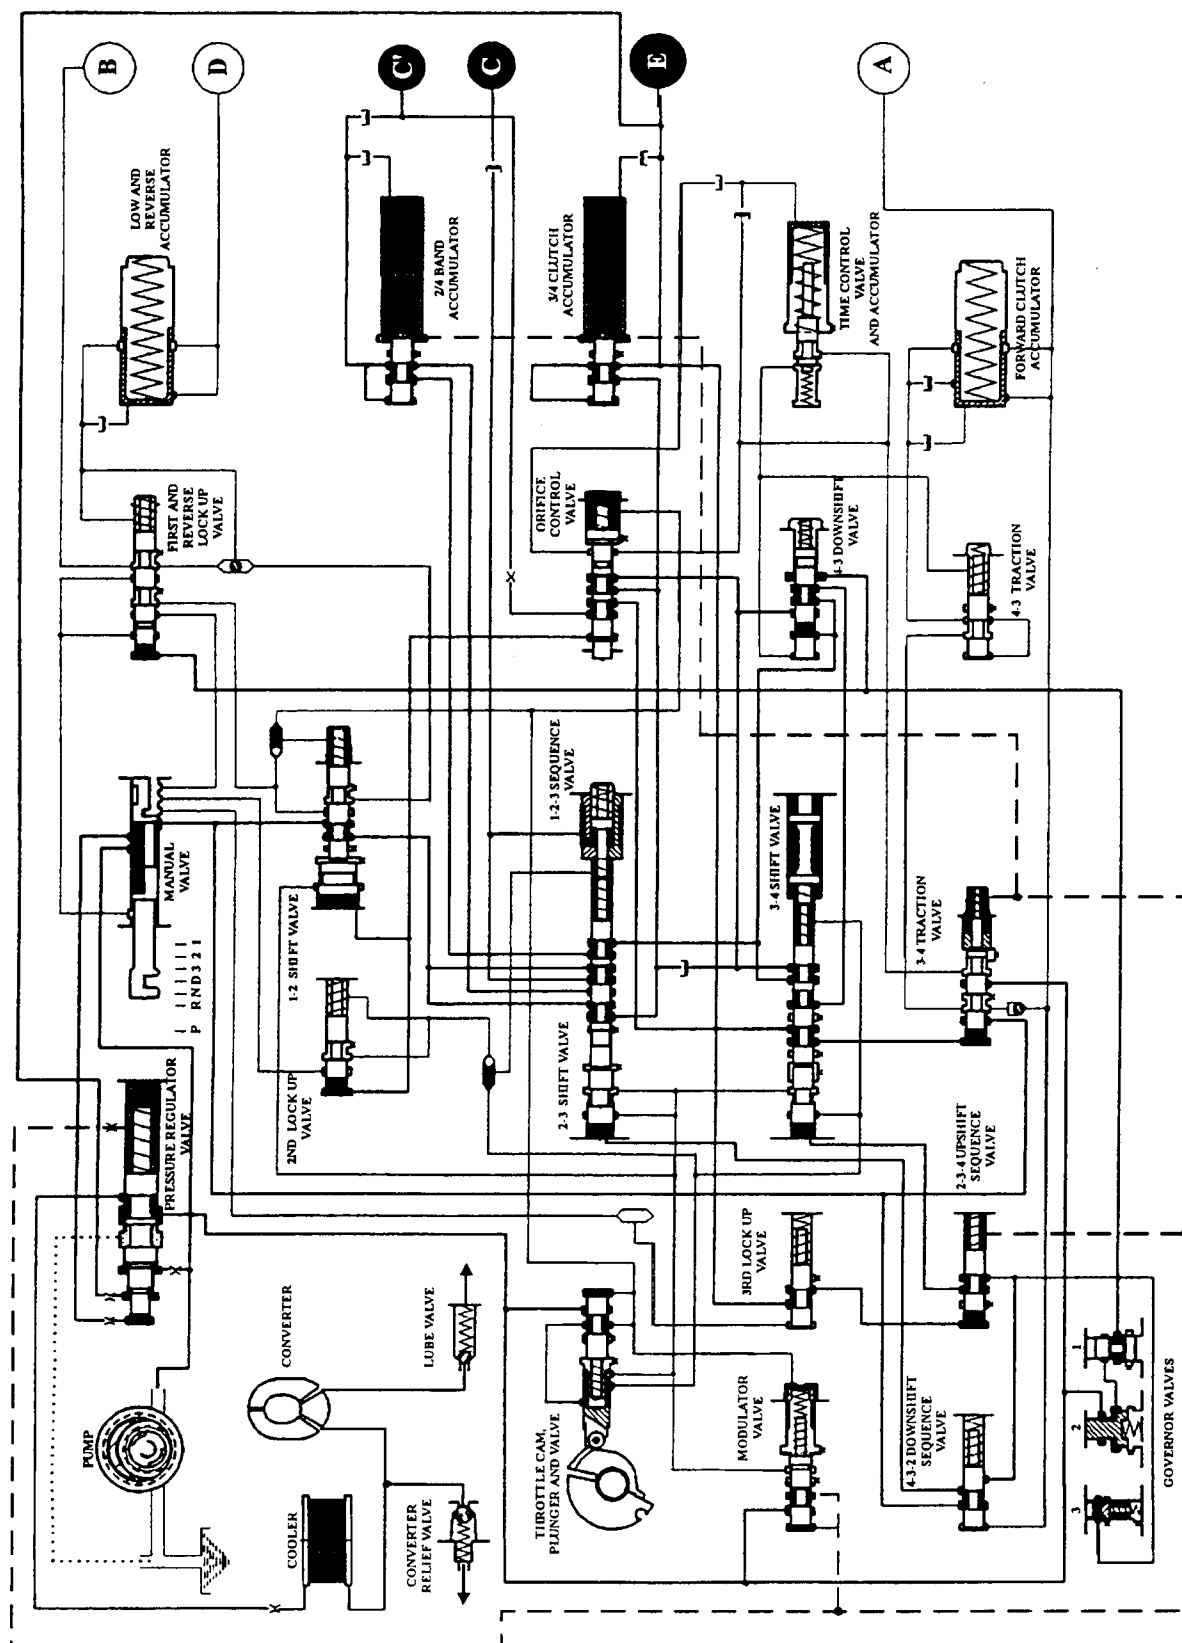 B
D
C'
C
E
A
LOW AND
REVERSE
ACCUMULATOR
2/4 BAND
ACCUMULATOR
3/4 CLUTCH
ACCUMULATOR
TIME CONTROL
VALVE
AND ACCUMULATOR
FORWARD CLUTCH
ACCUMULATOR
FIRST AND
REVERSE
LOCK UP
VALVE
ORIFICE
CONTROL
VALVE
4-3 DOWNSHIFT
VALVE
4-3 TRACTION
VALVE
MANUAL
VALVE
P R N D 3 2 1
1-2 SHIFT VALVE
1-2-3 SEQUENCE
VALVE
3-4 SHIFT VALVE
3-4 TRACTION
VALVE
PRESSURE REGULATOR
VALVE
2ND LOCK UP
VALVE
2-3 SHIFT VALVE
2-3-4 UPSHIFT
SEQUENCE
VALVE
CONVERTER
LUBE VALVE
3RD LOCK UP
VALVE
PUMP
COOLER
CONVERTER
RELIEF VALVE
THROTTLE CAM,
PLUNGER AND VALVE
MODULATOR
VALVE
4-3-2 DOWNSHIFT
SEQUENCE
VALVE
1
2
3
GOVERNOR VALVES